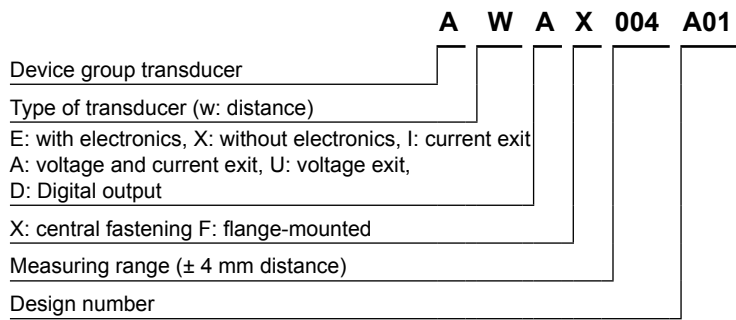 A W A X 004 A01
Device group transducer
Type of transducer (w: distance)
E: with electronics, X: without electronics, I: current exit
A: voltage and current exit, U: voltage exit,
D: Digital output
X: central fastening F: flange-mounted
Measuring range (± 4 mm distance)
Design number